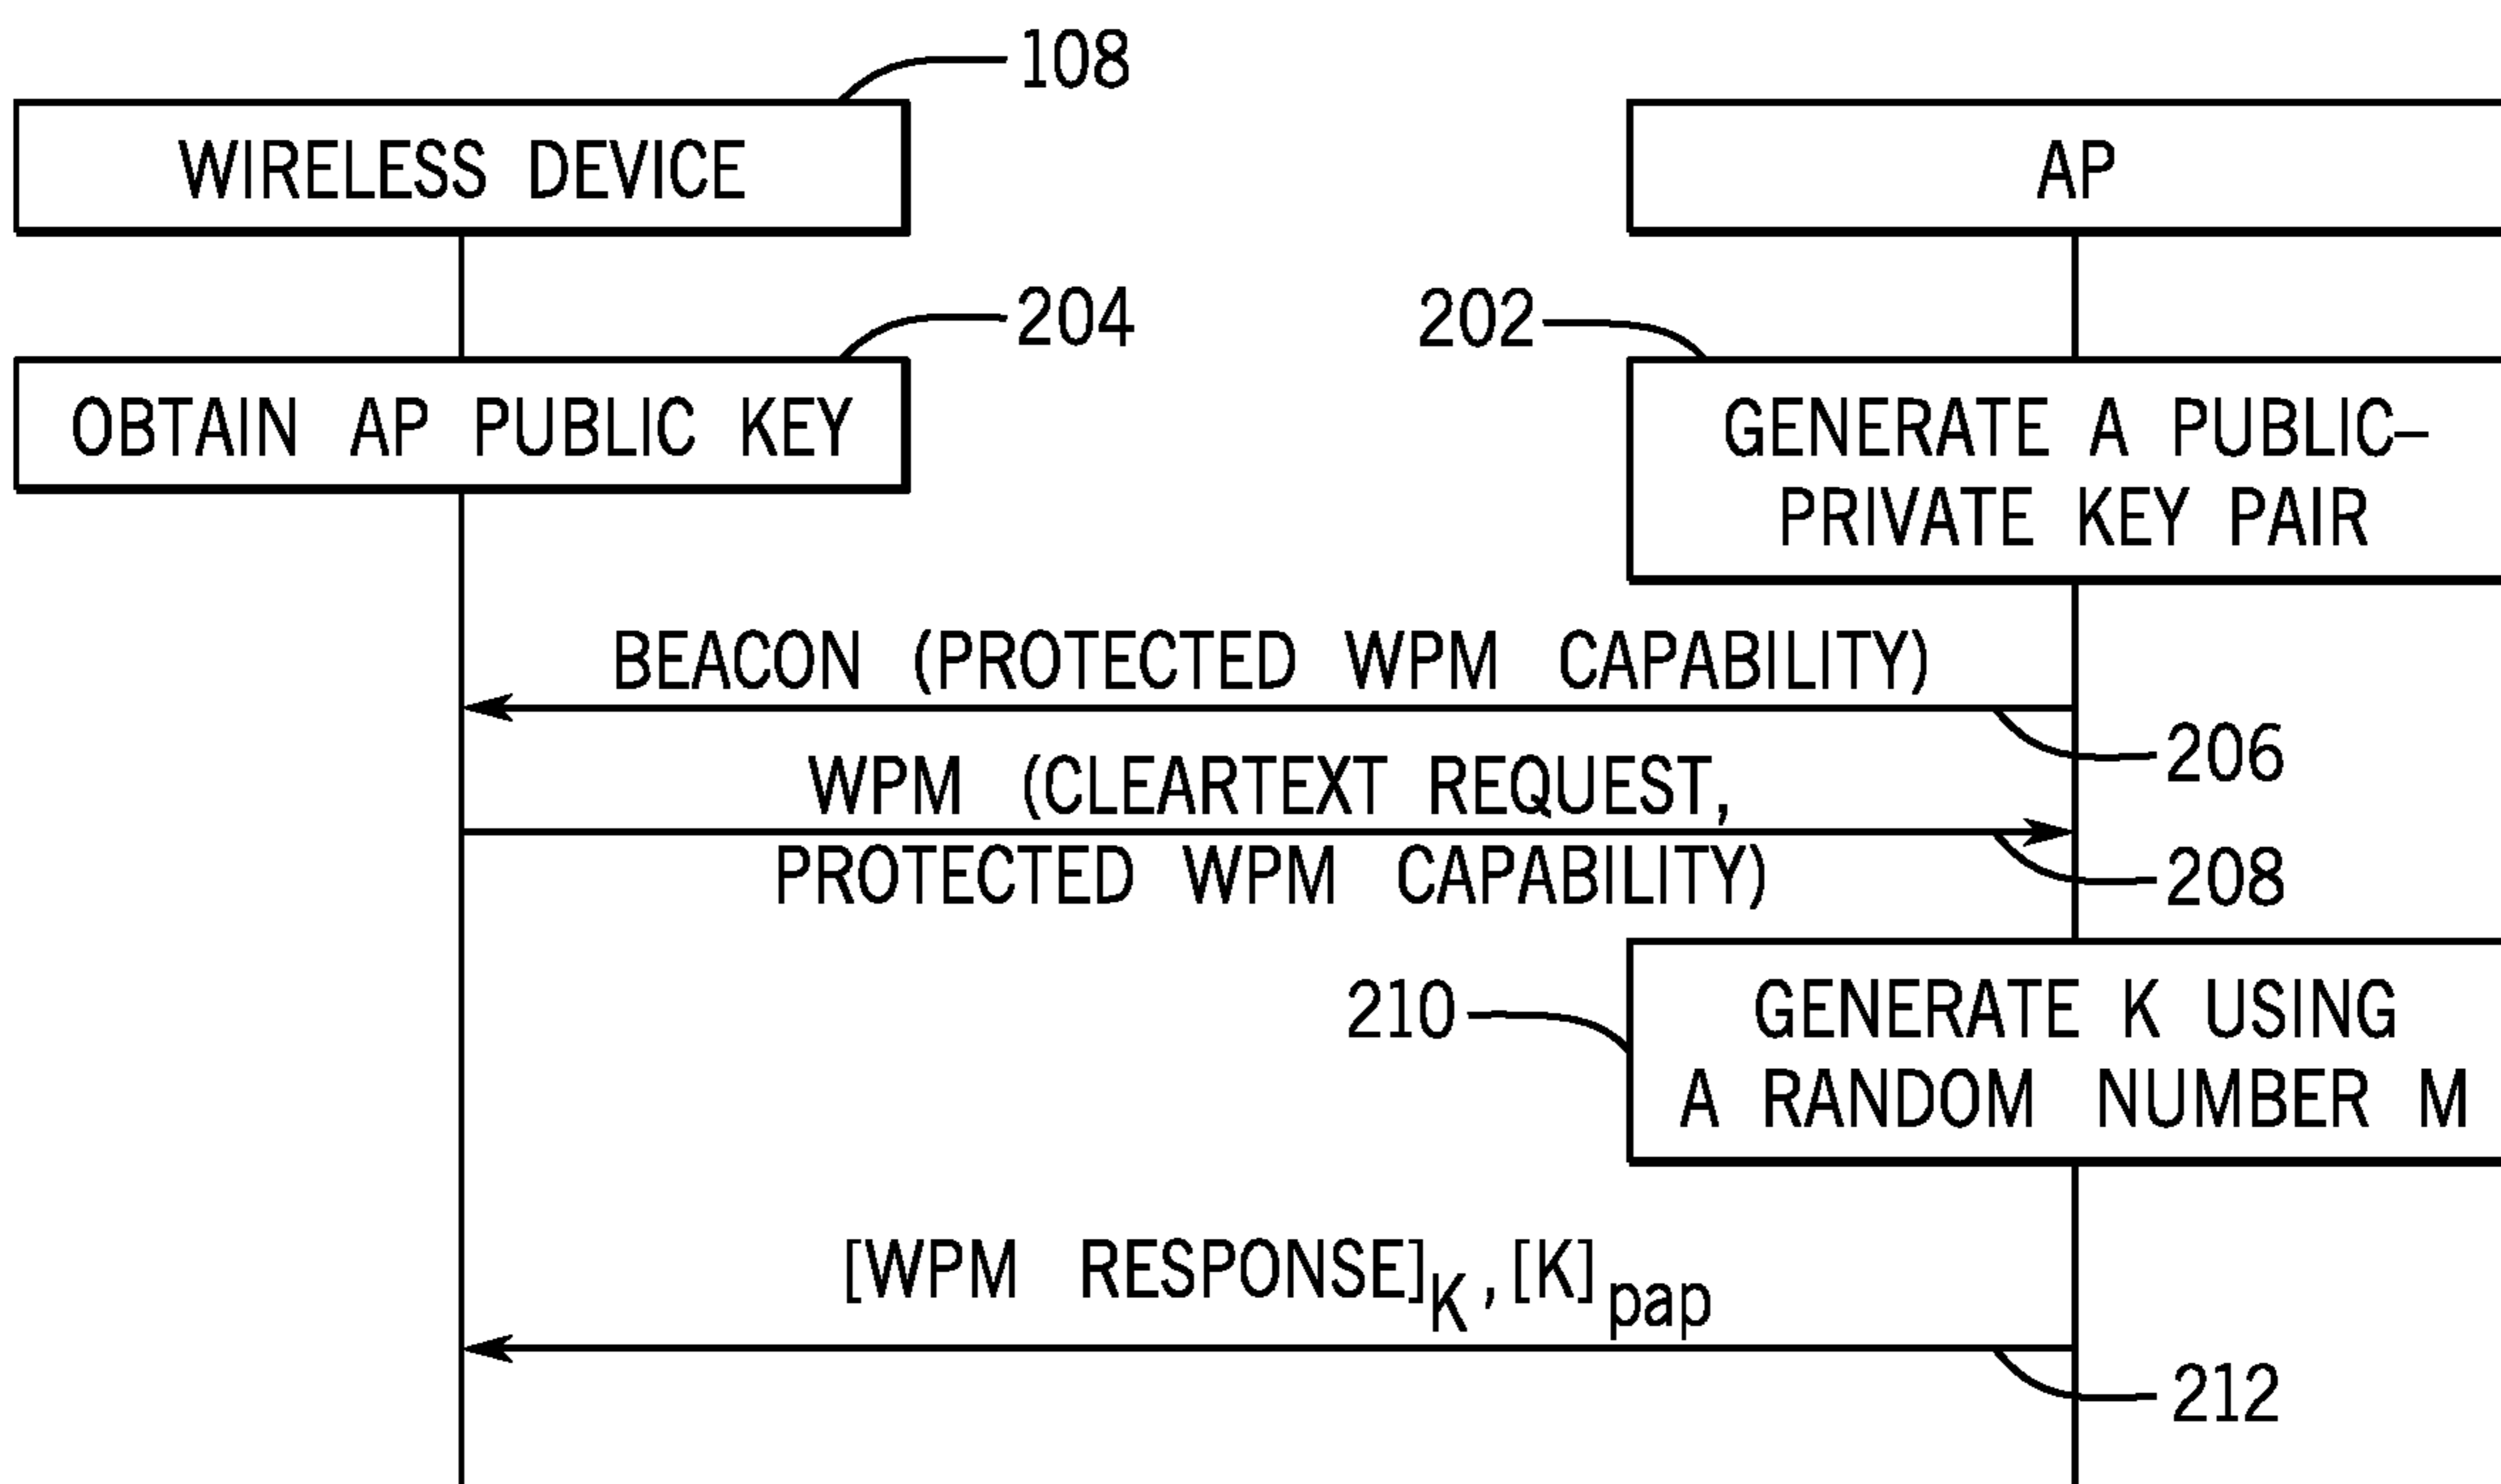 108
WIRELESS DEVICE
AP
204
202
OBTAIN AP PUBLIC KEY
GENERATE A PUBLIC–
PRIVATE KEY PAIR
BEACON (PROTECTED WPM CAPABILITY)
206
WPM (CLEARTEXT REQUEST,
PROTECTED WPM CAPABILITY)
208
210
GENERATE K USING
A RANDOM NUMBER M
[WPM RESPONSE]K,[K]pap
212